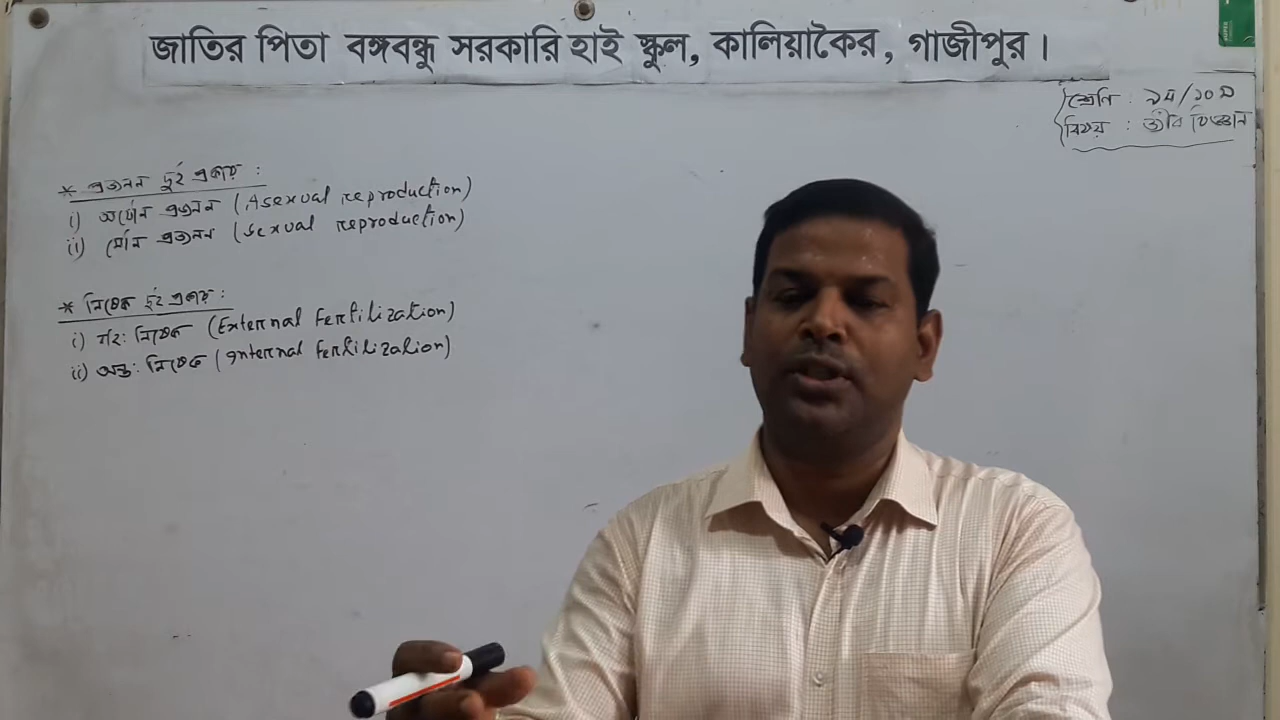 জাতির পিতা বঙ্গবন্ধু সরকারি হাই স্কুল, কালিয়াকৈর, গাজীপুর।
শ্রেণি : ৯ম/১০ম
বিষয় : জীব বিজ্ঞান
* প্রজনন দুই প্রকার :
i) অযৌন প্রজনন (Asexual reproduction)
ii) যৌন প্রজনন (Sexual reproduction)
* নিষেক দুই প্রকার :
i) বহি: নিষেক (External Fertilization)
ii) অন্ত: নিষেক (Internal Fertilization)